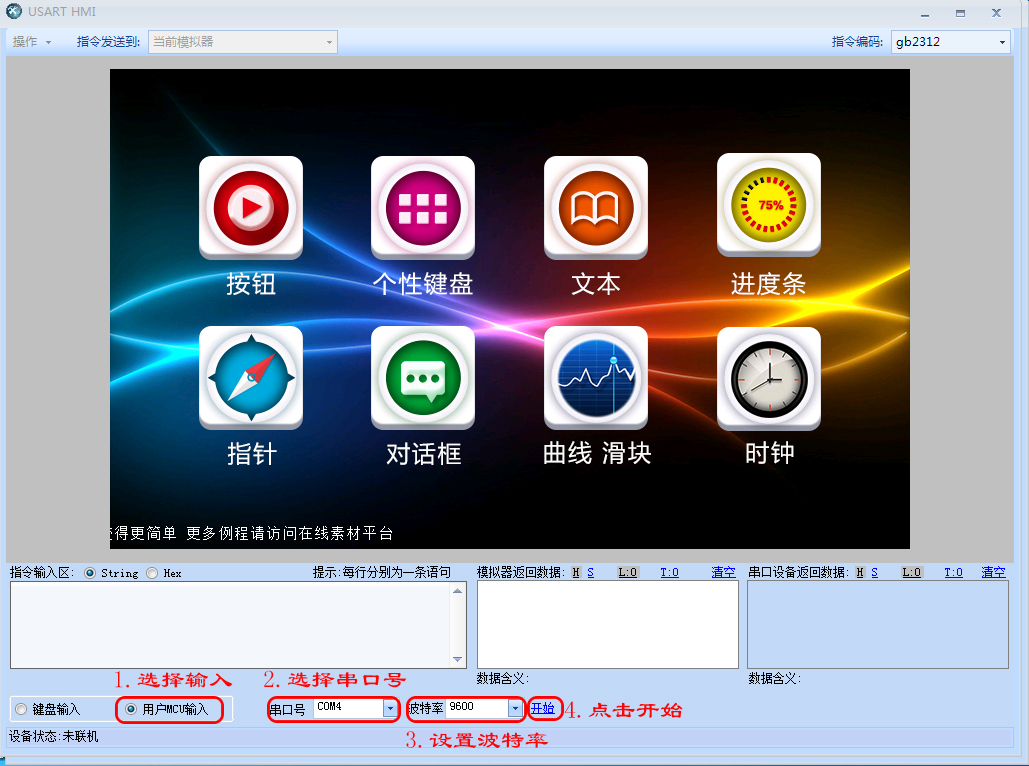 USART HMI
操作 指令发送到: 当前模拟器 指令编码: gb2312
75%
按钮 个性键盘 文本 进度条
指针 对话框 曲线 滑块 时钟
得更简单 更多例程请访问在线素材平台
指令输入区: String Hex 提示:每行分别为一条语句 模拟器返回数据: H S L:0 T:0 清空 串口设备返回数据: H S L:0 T:0 清空
数据含义: 数据含义:
1.选择输入 2.选择串口号
键盘输入 用户MCU输入 串口号 COM4 波特率 9600 开始 4.点击开始
设备状态:未联机
3.设置波特率